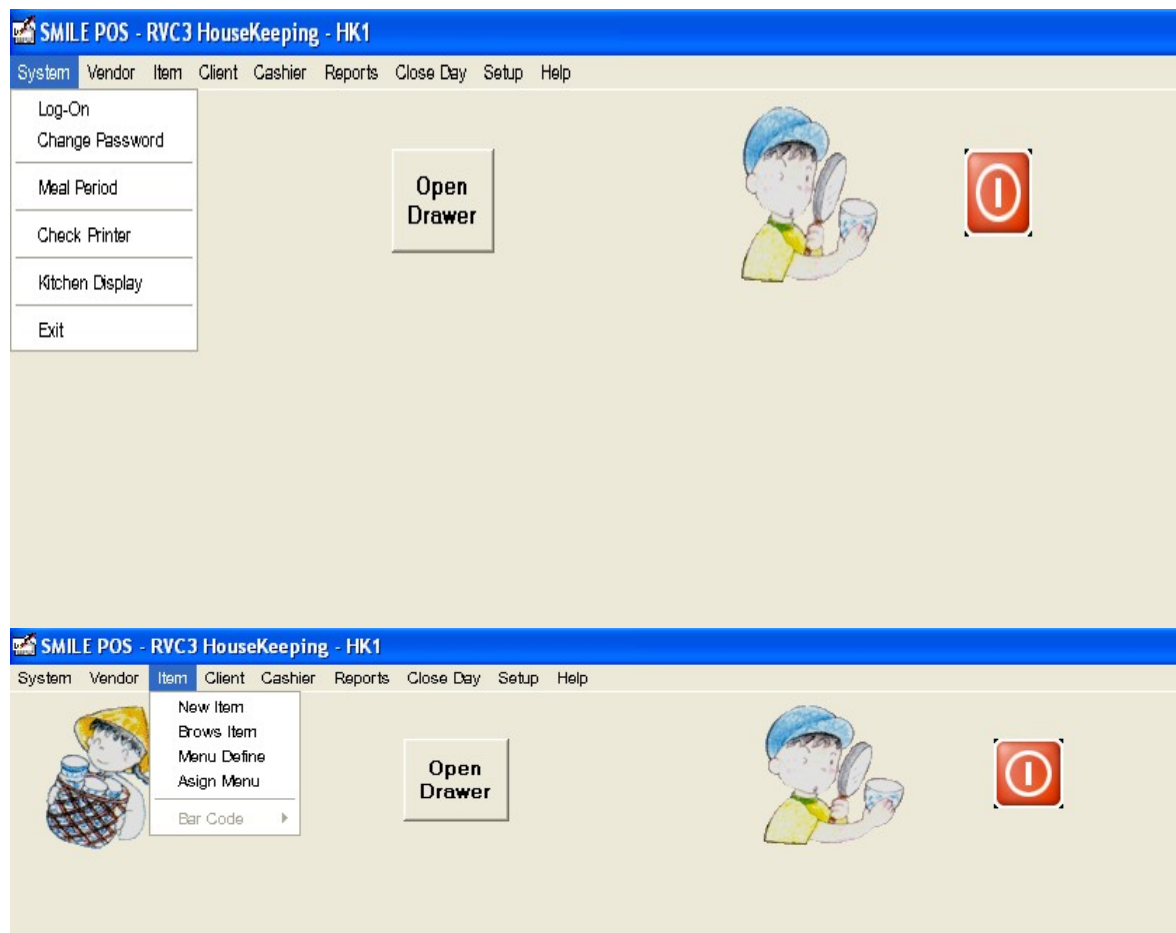 SMILE POS - RVC3 HouseKeeping - HK1
System Vendor Item Client Cashier Reports Close Day Setup Help
Log-On
Change Password
Meal Period
Check Printer
Kitchen Display
Exit
Open
Drawer
SMILE POS - RVC3 HouseKeeping - HK1
System Vendor Item Client Cashier Reports Close Day Setup Help
New Item
Brows Item
Menu Define
Asign Menu
Bar Code
Open
Drawer